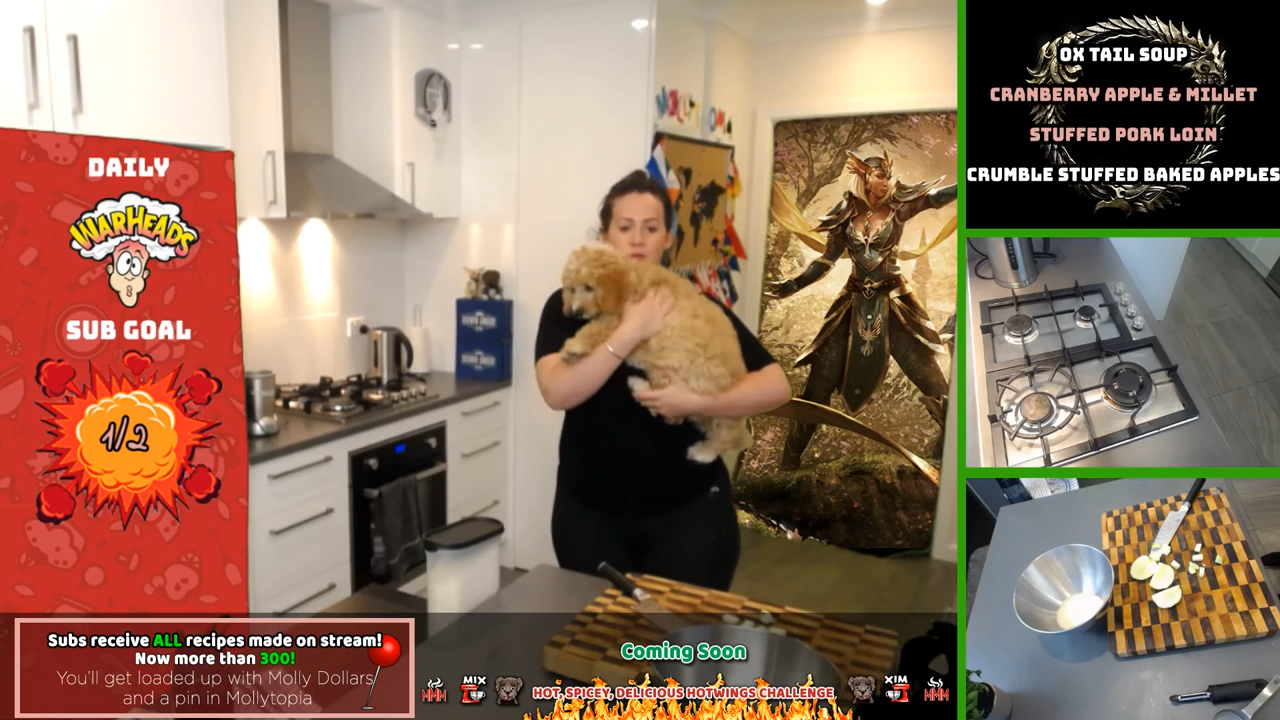 DAILY
WARHEADS
SUB GOAL
1/2
Subs receive ALL recipes made on stream!
Now more than 300!
You'll get loaded up with Molly Dollars
and a pin in Mollytopia
Coming Soon
MIX
HOT, SPICEY, DELICIOUS HOTWINGS CHALLENGE
XIM
OX TAIL SOUP
CRANBERRY APPLE & MILLET
STUFFED PORK LOIN
CRUMBLE STUFFED BAKED APPLES